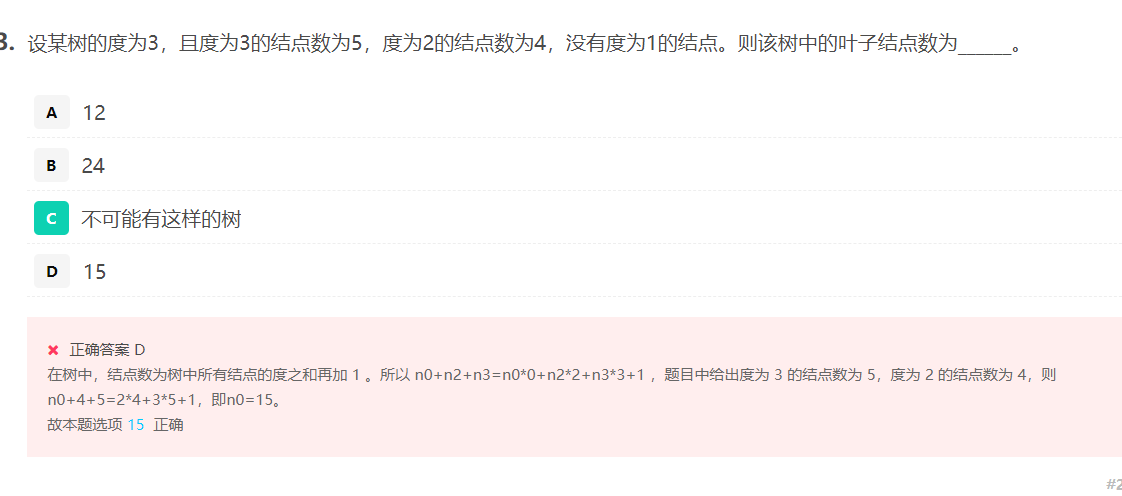 3. 设某树的度为3，且度为3的结点数为5，度为2的结点数为4，没有度为1的结点。则该树中的叶子结点数为______。
A 12
B 24
C 不可能有这样的树
D 15
✖ 正确答案 D
在树中，结点数为树中所有结点的度之和再加 1 。所以 n0+n2+n3=n0*0+n2*2+n3*3+1 ，题目中给出度为 3 的结点数为 5，度为 2 的结点数为 4，则
n0+4+5=2*4+3*5+1，即n0=15。
故本题选项 15 正确
#2